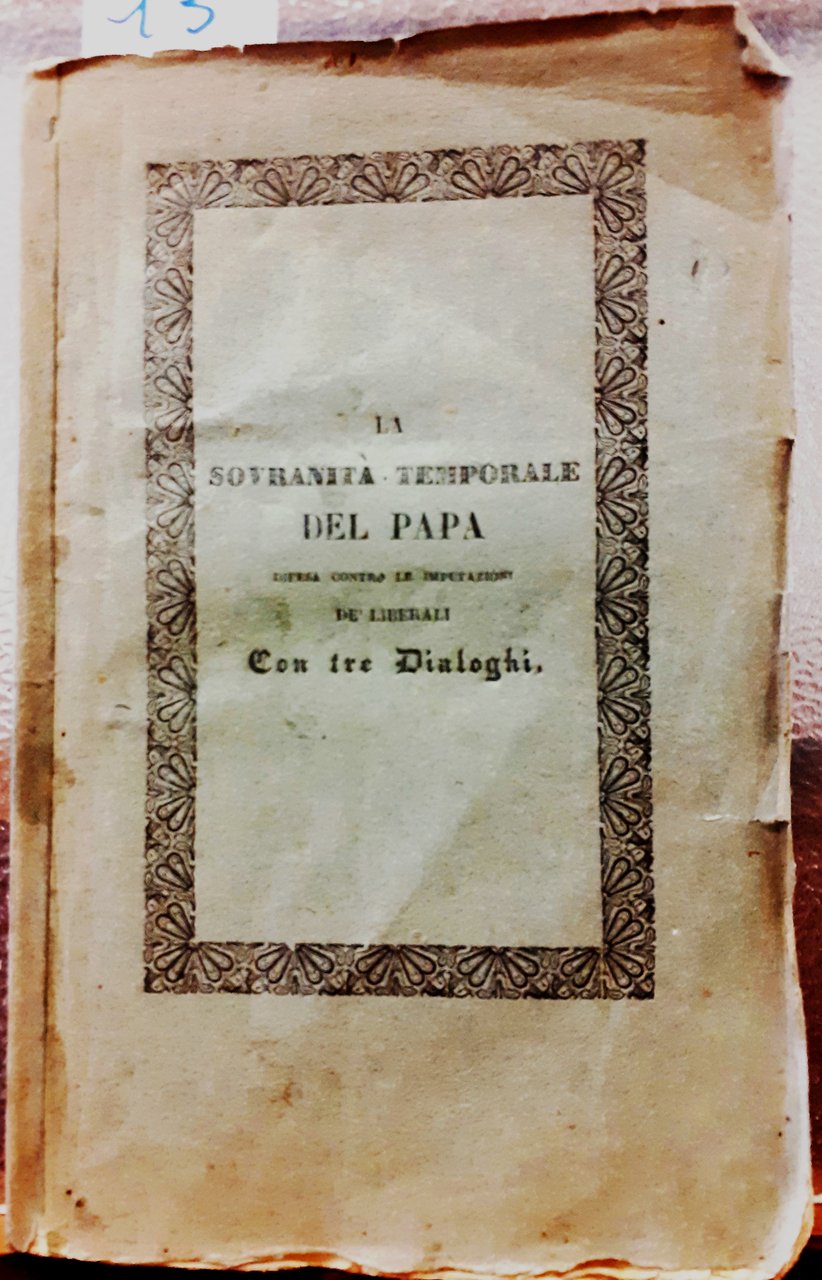 13
LA
SOVRANITÀ TEMPORALE
DEL PAPA
DIFESA CONTRO LE IMPUTAZIONI
DE' LIBERALI
Con tre Dialoghi.